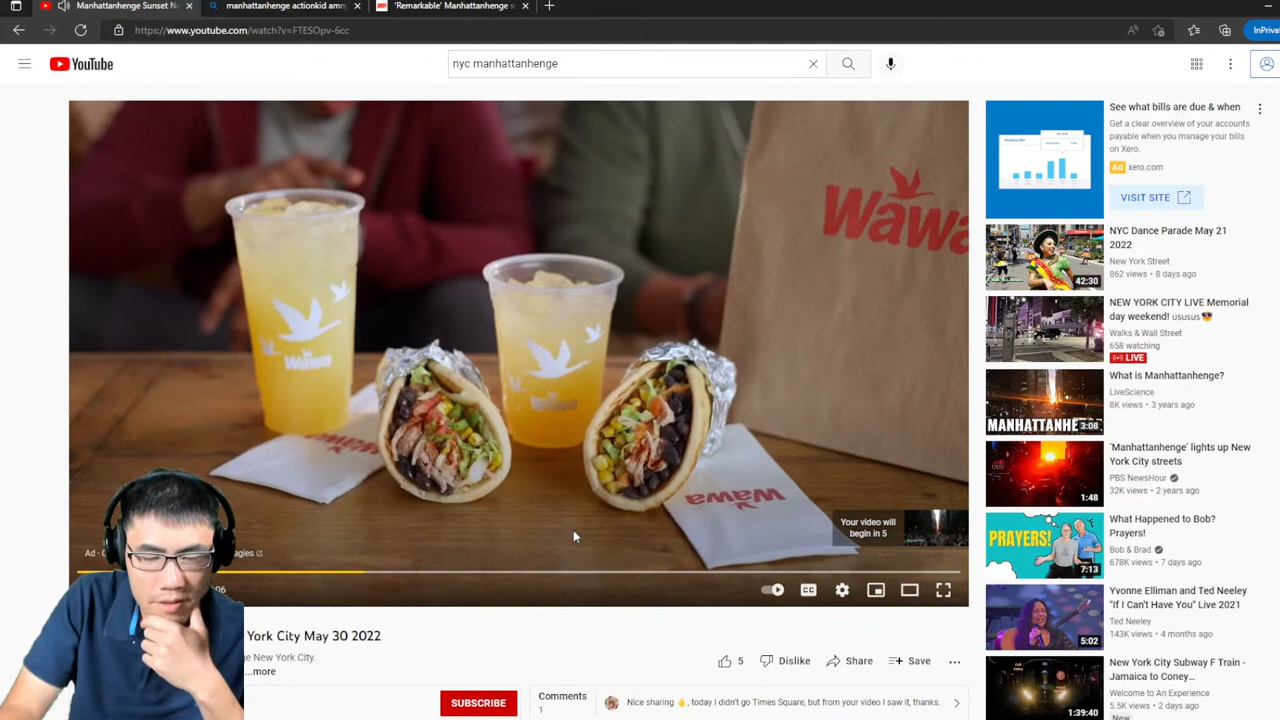 Manhattanhenge Sunset Ne
manhattanhenge actionkid amn
'Remarkable' Manhattanhenge s
https://www.youtube.com/watch?v=FTESOpv-6cc
InPrivat
YouTube
nyc manhattanhenge
Wawa
Wawa
Wawa
Wawa
Wawa
Your video will
begin in 5
Ad
06
York City May 30 2022
New York City.
...more
5
Dislike
Share
Save
SUBSCRIBE
Comments
1
Nice sharing 👍, today I didn't go Times Square, but from your video I saw it, thanks.
See what bills are due & when
Get a clear overview of your accounts
payable when you manage your bills
on Xero.
Ad xero.com
VISIT SITE
42:30
NYC Dance Parade May 21
2022
New York Street
862 views • 8 days ago
NEW YORK CITY LIVE Memorial
day weekend! ususus😎
Walks & Wall Street
658 watching
LIVE
MANHATTANHE
3:08
What is Manhattanhenge?
LiveScience
8K views • 3 years ago
1:48
'Manhattanhenge' lights up New
York City streets
PBS NewsHour
32K views • 2 years ago
PRAYERS!
7:13
What Happened to Bob?
Prayers!
Bob & Brad
678K views • 7 days ago
5:02
Yvonne Elliman and Ted Neeley
"If I Can't Have You" Live 2021
Ted Neeley
143K views • 4 months ago
1:39:40
New York City Subway F Train -
Jamaica to Coney...
Welcome to An Experience
5.5K views • 2 days ago
New